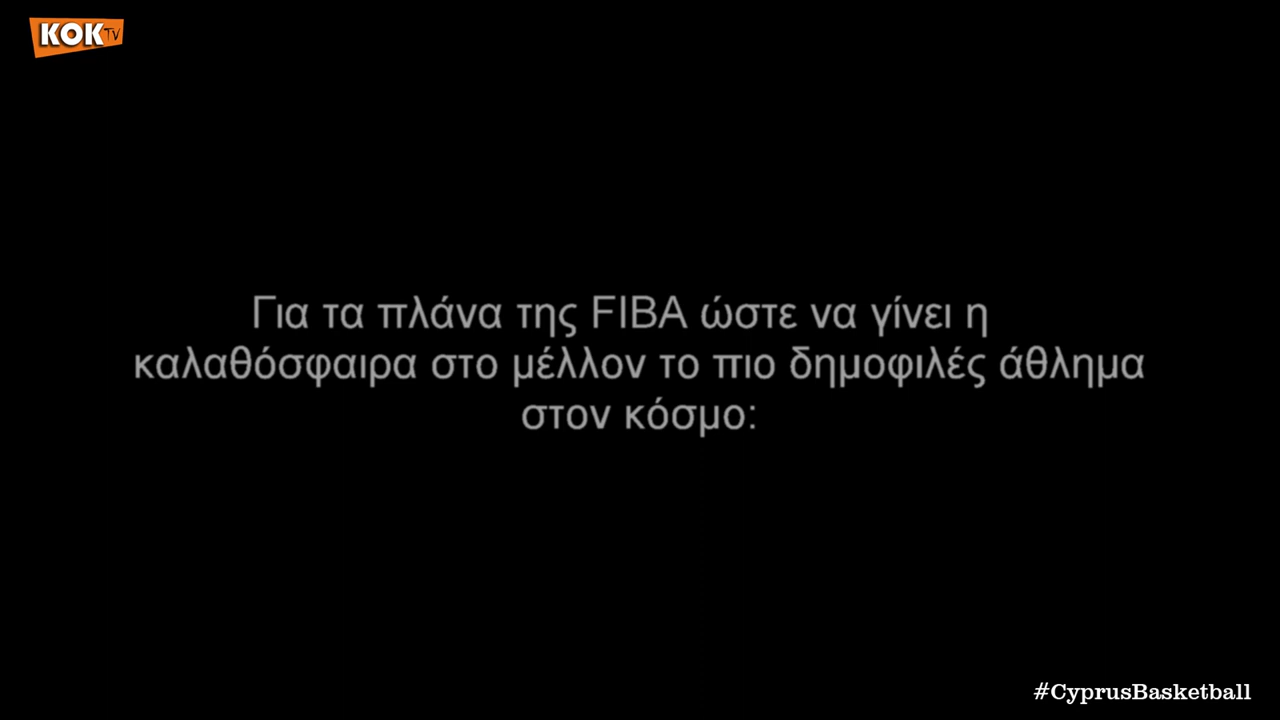 KOK TV
Για τα πλάνα της FIBA ώστε να γίνει η
καλαθόσφαιρα στο μέλλον το πιο δημοφιλές άθλημα
στον κόσμο:
#CyprusBasketball